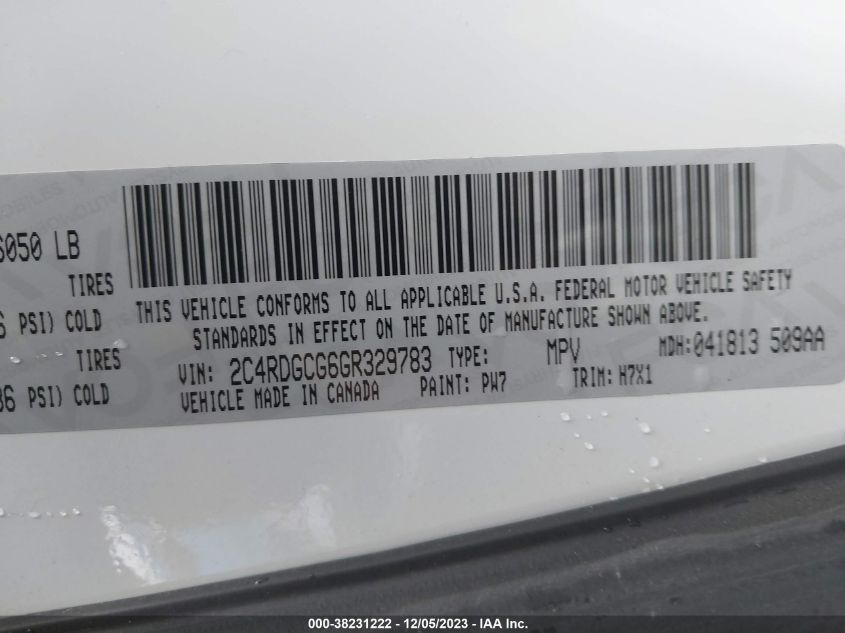 6050 LB
TIRES
PSI) COLD
TIRES
36 PSI) COLD
THIS VEHICLE CONFORMS TO ALL APPLICABLE U.S.A. FEDERAL MOTOR VEHICLE SAFETY
STANDARDS IN EFFECT ON THE DATE OF MANUFACTURE SHOWN ABOVE.
VIN: 2C4RDGCG6GR329783 TYPE: MPV MDH: 041813 509AA
VEHICLE MADE IN CANADA PAINT: PW7 TRIM: H7X1
000-38231222 - 12/05/2023 - IAA Inc.